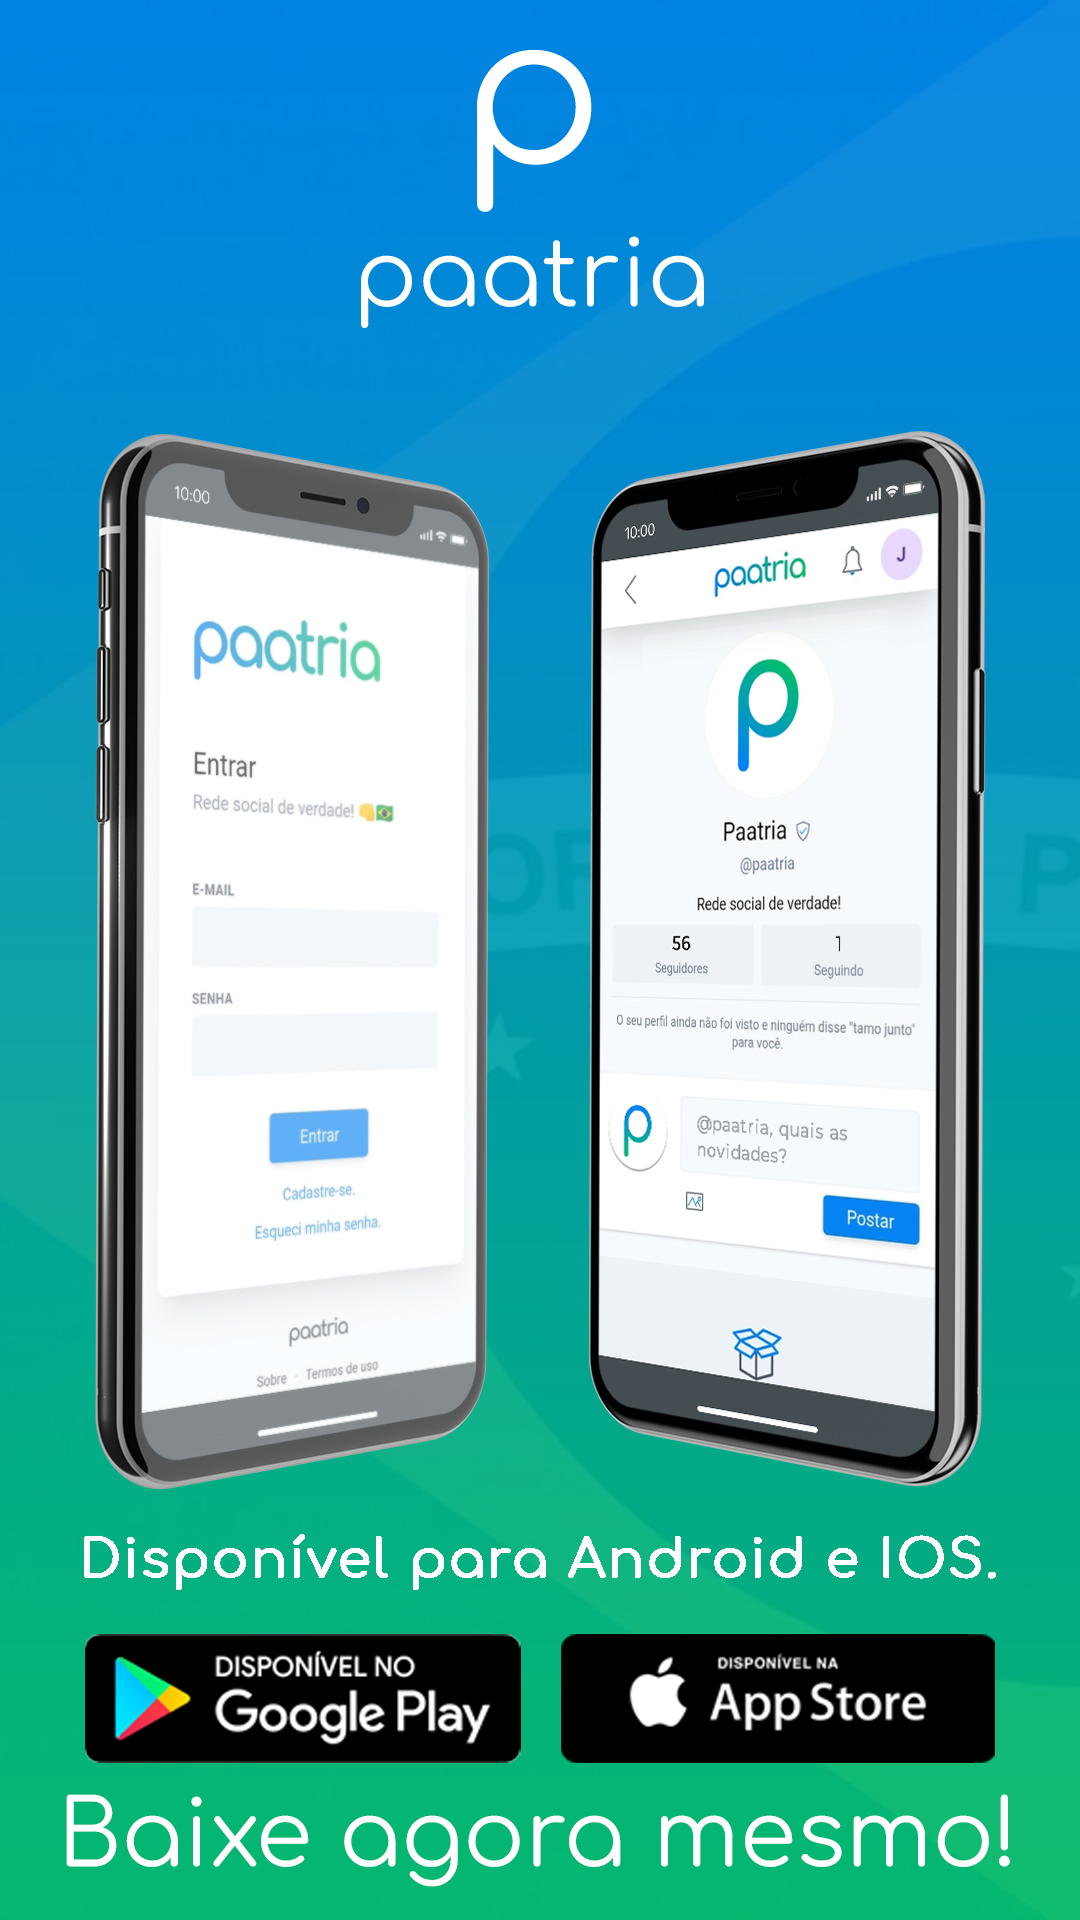 p
paatria
10:00
paatria
Entrar
Rede social de verdade! 👊🇧🇷
E-MAIL
SENHA
Entrar
Cadastre-se.
Esqueci minha senha.
paatria
Sobre · Termos de uso
10:00
paatria
J
p
Paatria
@paatria
Rede social de verdade!
56
Seguidores
1
Seguindo
O seu perfil ainda não foi visto e ninguém disse "tamo junto"
para você.
p
@paatria, quais as
novidades?
Postar
Disponível para Android e IOS.
DISPONÍVEL NO
Google Play
DISPONÍVEL NA
App Store
Baixe agora mesmo!